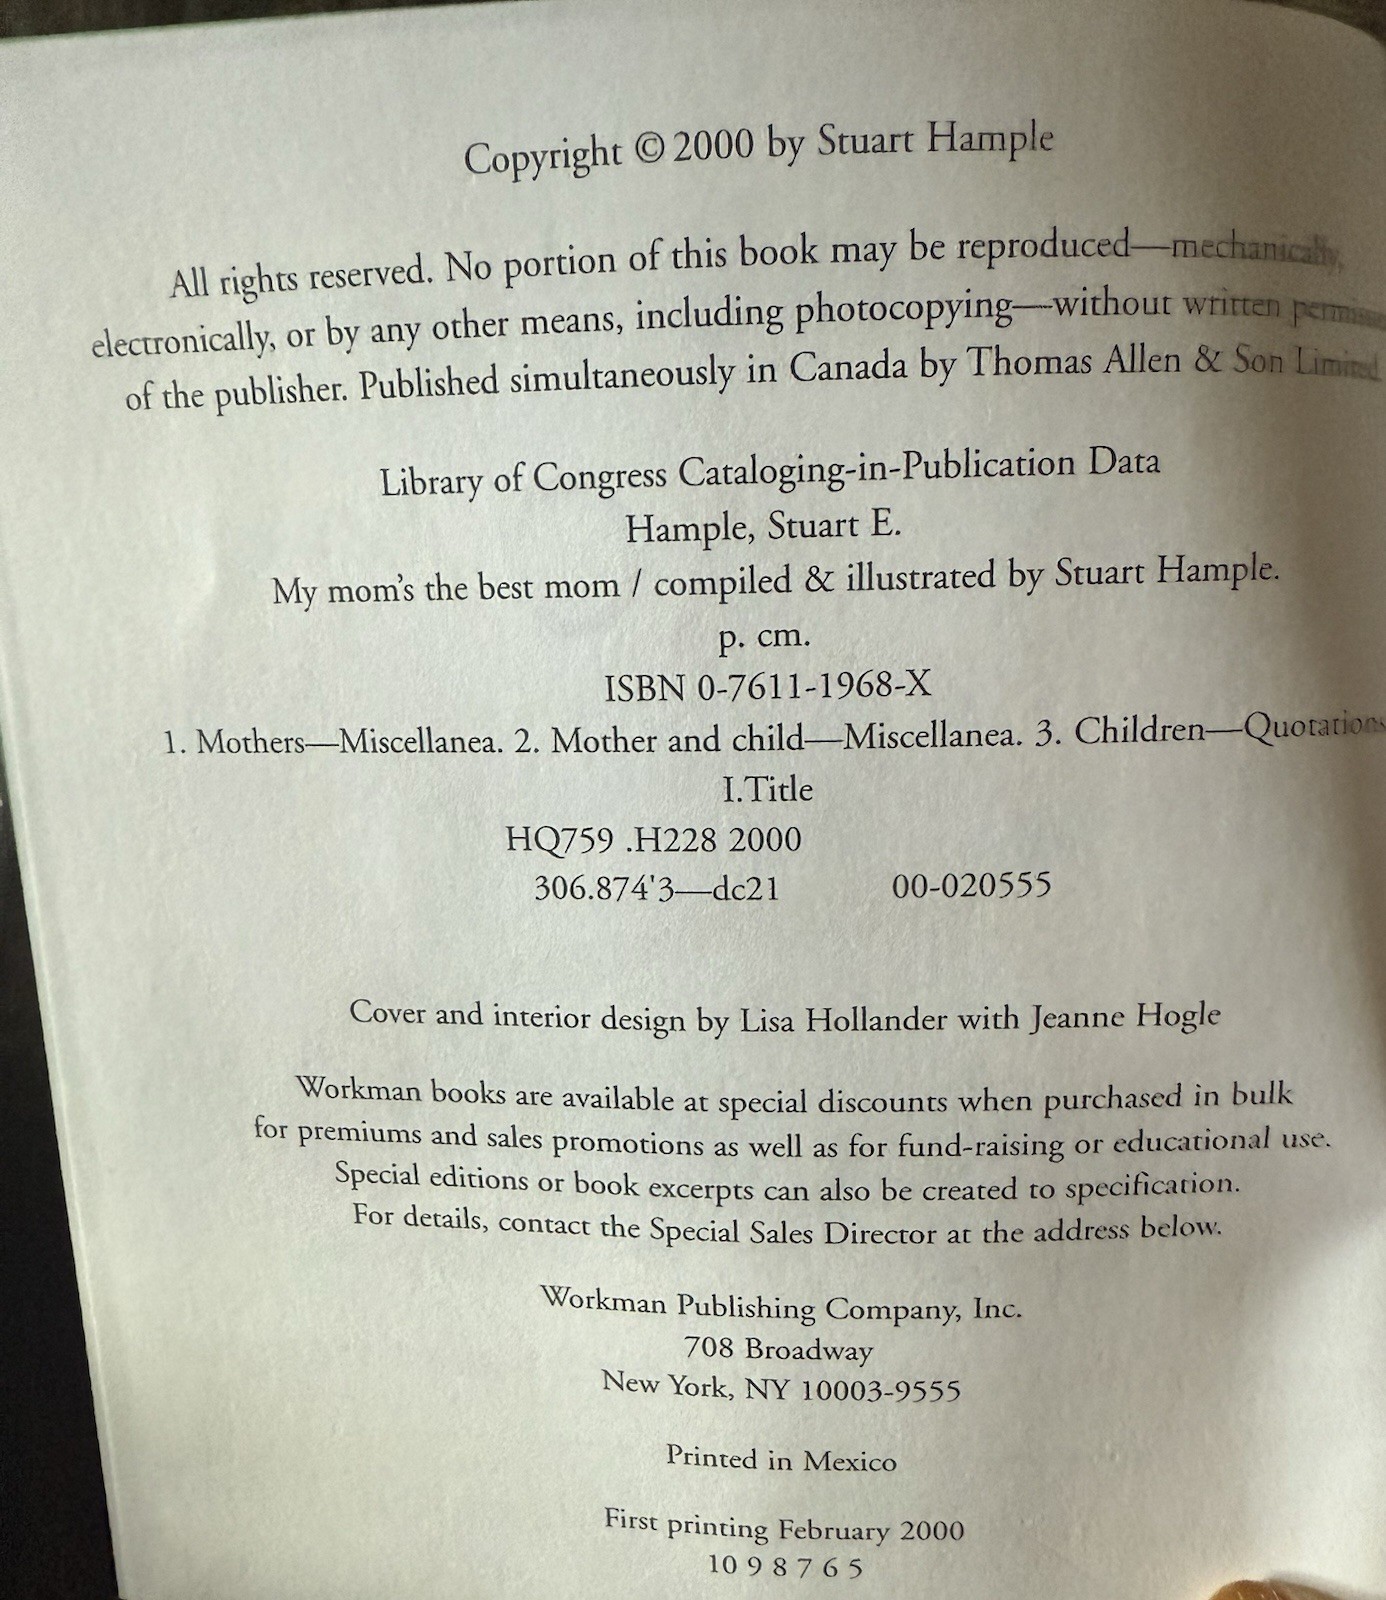 Copyright © 2000 by Stuart Hample
All rights reserved. No portion of this book may be reproduced—mechanically,
electronically, or by any other means, including photocopying—without written
of the publisher. Published simultaneously in Canada by Thomas Allen & Son Limited
Library of Congress Cataloging-in-Publication Data
Hample, Stuart E.
My mom's the best mom / compiled & illustrated by Stuart Hample.
p. cm.
ISBN 0-7611-1968-X
1. Mothers—Miscellanea. 2. Mother and child—Miscellanea. 3. Children—Quotations
I.Title
HQ759 .H228 2000
306.874'3—dc21 00-020555
Cover and interior design by Lisa Hollander with Jeanne Hogle
Workman books are available at special discounts when purchased in bulk
for premiums and sales promotions as well as for fund-raising or educational use.
Special editions or book excerpts can also be created to specification.
For details, contact the Special Sales Director at the address below.
Workman Publishing Company, Inc.
708 Broadway
New York, NY 10003-9555
Printed in Mexico
First printing February 2000
10 9 8 7 6 5